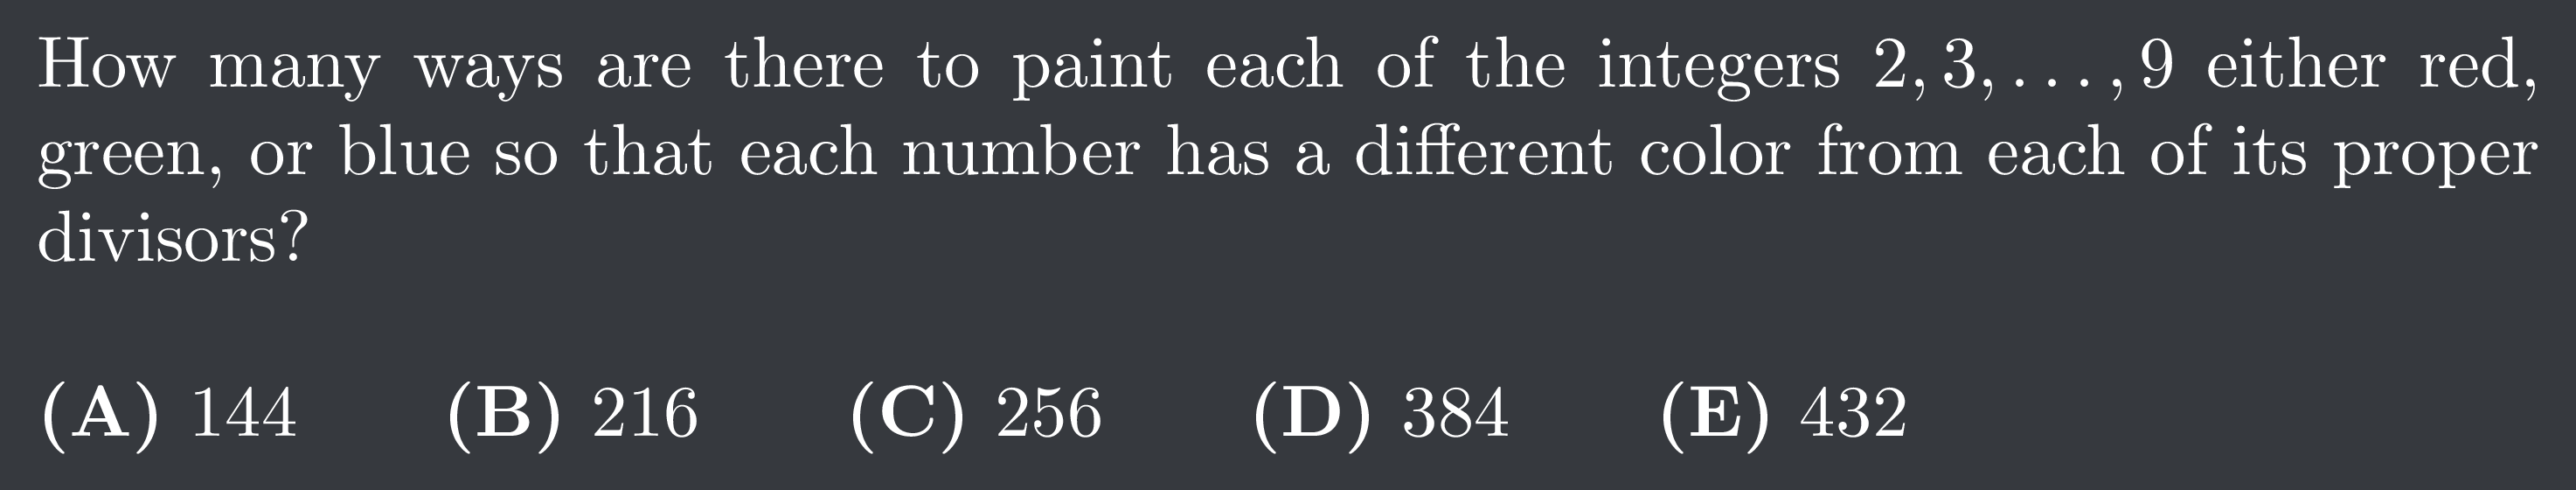 How many ways are there to paint each of the integers 2, 3, . . . , 9 either red,
green, or blue so that each number has a different color from each of its proper
divisors?
(A) 144 (B) 216 (C) 256 (D) 384 (E) 432